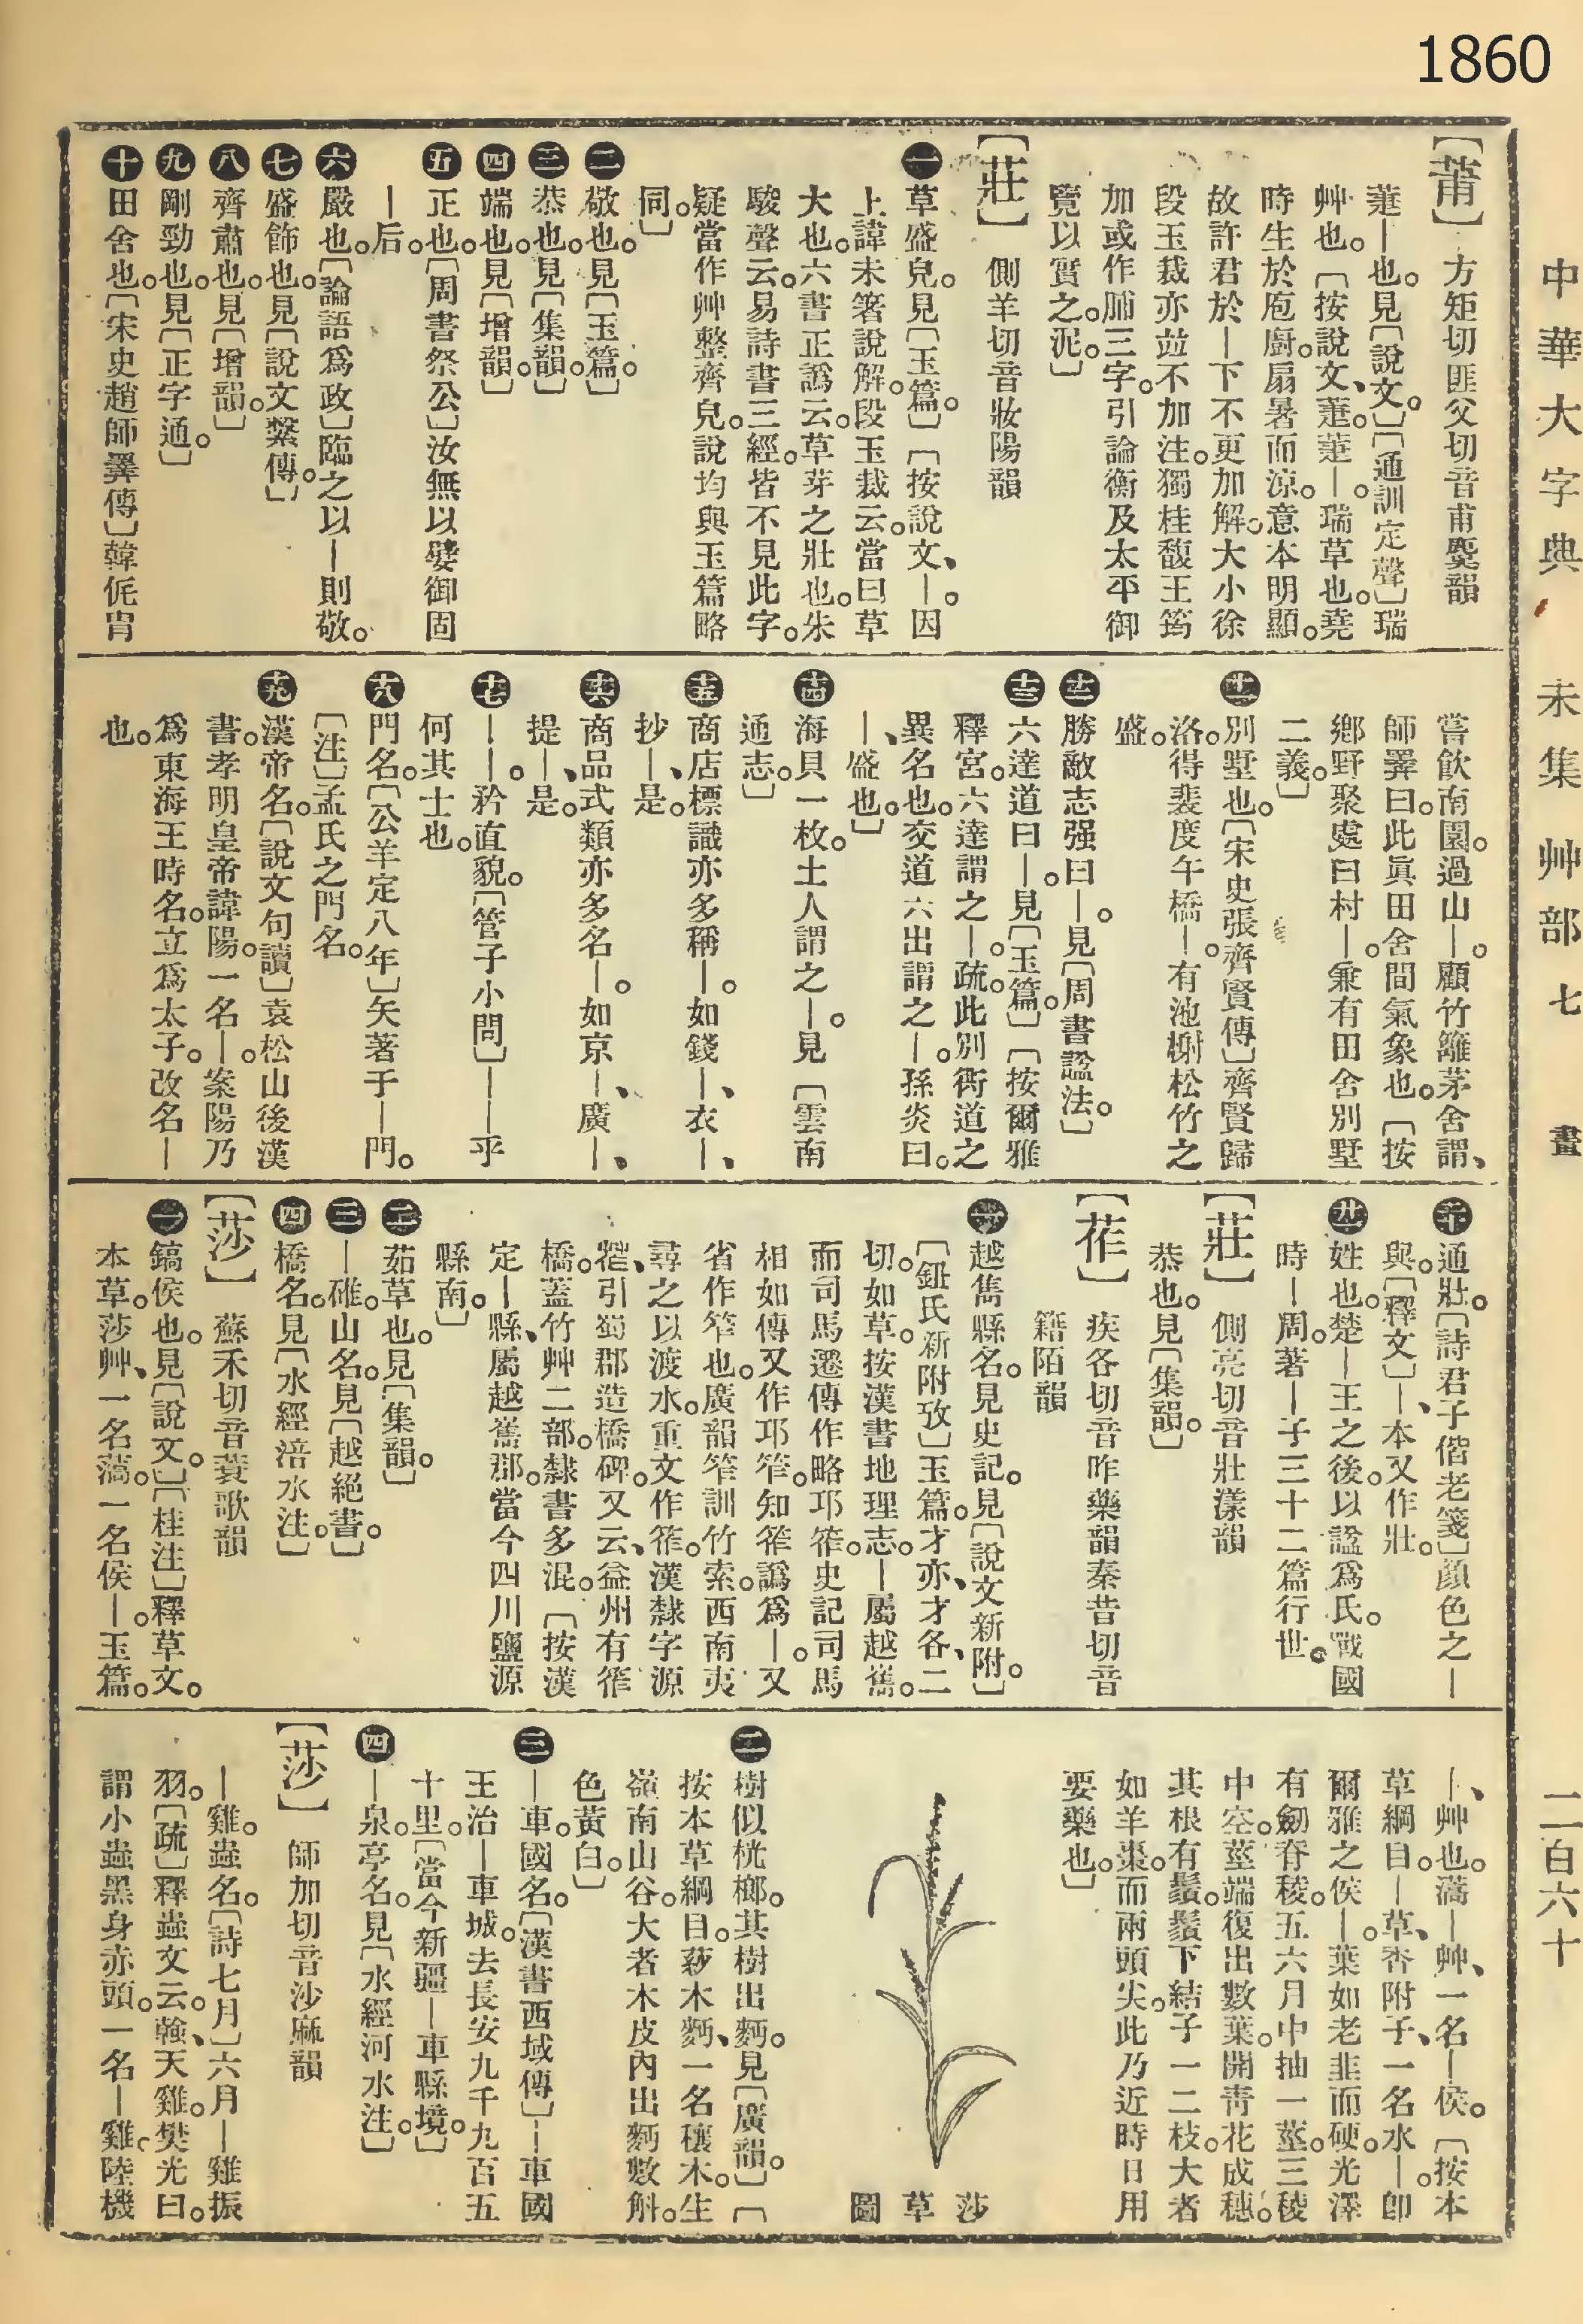 1860
中華大字典
未集
艸部
七
畫
二百六十
〔莆〕
方矩切匪父切音甫麌韻
萐｜也。見〔說文。〕〔通訓定聲〕瑞
艸也。〔按說文、萐。萐｜。瑞草也。堯
時生於庖廚。扇暑而涼。意本明顯。
故許君於｜下不更加解。大小徐
段玉裁亦並不加注。獨桂馥王筠
加或作脯三字。引論衡及太平御
覽以實之。泥。〕
〔莊〕
側羊切音妝陽韻
一
草盛皃。見〔玉篇。〕〔按說文、｜。因
上諱未箸說解。段玉裁云。當曰草
大也。六書正譌云。草芽之壯也。朱
駿聲云。易詩書三經。皆不見此字。
疑當作艸整齊皃。說均與玉篇略
同。〕
二
敬也。見〔玉篇。〕
三
恭也。見〔集韻。〕
四
端也。見〔增韻。〕
五
正也。〔周書祭公〕汝無以嬖御固
｜后。
六
嚴也。〔論語爲政〕臨之以｜則敬。
七
盛飾也。見〔說文繫傳。〕
八
齊肅也。見〔增韻。〕
九
剛勁也。見〔正字通。〕
十
田舍也。〔宋史趙師𢍰傳〕韓侂冑
嘗飲南園。過山｜。顧竹籬茅舍謂、
師𢍰曰。此眞田舍間氣象也。〔按
鄉野聚處曰村｜。兼有田舍別墅
二義。〕
十一
別墅也。〔宋史張齊賢傳〕齊賢歸
洛。得裴度午橋｜。有池榭松竹之
盛。
十二
勝敵志强曰｜。見〔周書諡法。〕
十三
六達道曰｜。見〔玉篇。〕〔按爾雅
釋宮。六達謂之｜。疏。此別衖道之
異名也。交道六出謂之｜。孫炎曰。
｜、盛也。〕
十四
海貝一枚。土人謂之｜。見〔雲南
通志。〕
十五
商店標識亦多稱｜。如錢｜、衣｜、
抄｜、是。
十六
商品式類亦多名｜。如京｜、廣｜、
提｜、是。
十七
｜｜。矜直貌。〔管子小問〕｜｜乎
何其士也。
十八
門名。〔公羊定八年〕矢著于｜門。
〔注〕孟氏之門名。
十九
漢帝名。〔說文句讀〕袁松山後漢
書。孝明皇帝諱陽。一名｜。案陽乃
爲東海王時名。立爲太子。改名｜
也。
二十
通壯。〔詩君子偕老箋〕顏色之｜
與。〔釋文〕｜、本又作壯。
廿一
姓也。楚｜王之後。以諡爲氏。戰國
時｜周。著｜子三十二篇行世。
〔莊〕
側亮切音壯漾韻
恭也。見〔集韻。〕
〔莋〕
疾各切音昨藥韻秦昔切音
籍陌韻
一
越雋縣名。見史記。見〔說文新附。〕
〔鈕氏新附攷〕玉篇。才亦、才各、二
切。如草。按漢書地理志。｜屬越嶲。
而司馬遷傳作略邛筰。史記司馬
相如傳又作邛笮。知筰譌爲｜。又
省作笮也。廣韻笮訓竹索。西南夷
尋之以渡水。重文作筰。漢隸字源
筰、引蜀郡造橋碑。又云、益州有筰
橋。蓋竹艸二部。隸書多混。〔按漢
定｜縣、屬越嶲郡。當今四川鹽源
縣南。〕
二
茹草也。見〔集韻。〕
三
｜碓。山名。見〔越絕書。〕
四
橋名。見〔水經涪水注。〕
〔莎〕
蘇禾切音蓑歌韻
一
鎬侯也。見〔說文。〕〔桂注〕釋草文。
本草。莎艸、一名薃。一名侯｜。玉篇。
｜、艸也。薃｜艸、一名｜侯。〔按本
草綱目。｜草、香附子、一名水｜。卽
爾雅之侯｜。葉如老韭而硬。光澤
有劒脊稜。五六月中抽一莖。三稜
中空。莖端復出數葉。開青花成穗。
其根有鬚。鬚下結子一二枝。大者
如羊棗。而兩頭尖。此乃近時日用
要藥也。〕
莎草圖
二
樹似桄榔。其樹出麪。見〔廣韻。〕〔
按本草綱目。莎木麪、一名穰木。生
嶺南山谷。大者木皮內出麪數斛。
色黃白。〕
三
｜車。國名。〔漢書西域傳〕｜車國
王治｜車城。去長安九千九百五
十里。〔當今新疆｜車縣境。〕
四
｜泉。亭名。見〔水經河水注。〕
〔莎〕
師加切音沙麻韻
｜雞。蟲名。〔詩七月〕六月｜雞振
羽。〔疏〕釋蟲文云。螒、天雞。樊光曰。
謂小蟲黑身赤頭。一名｜雞。陸機